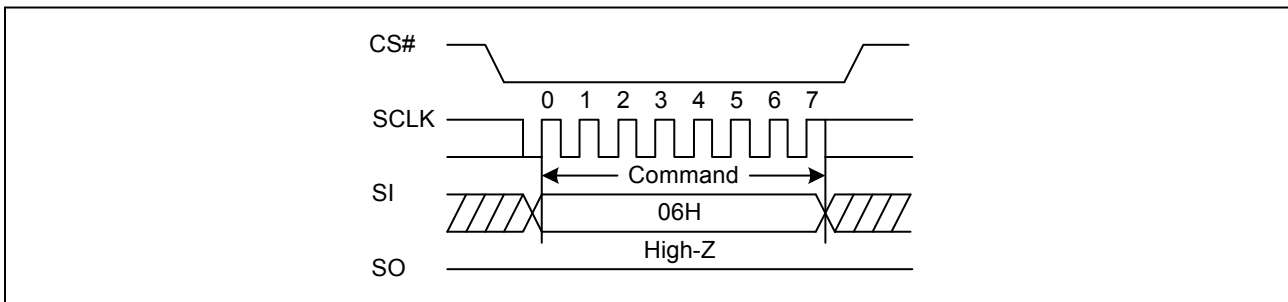 CS#
0 1 2 3 4 5 6 7
SCLK
Command
SI
06H
High-Z
SO